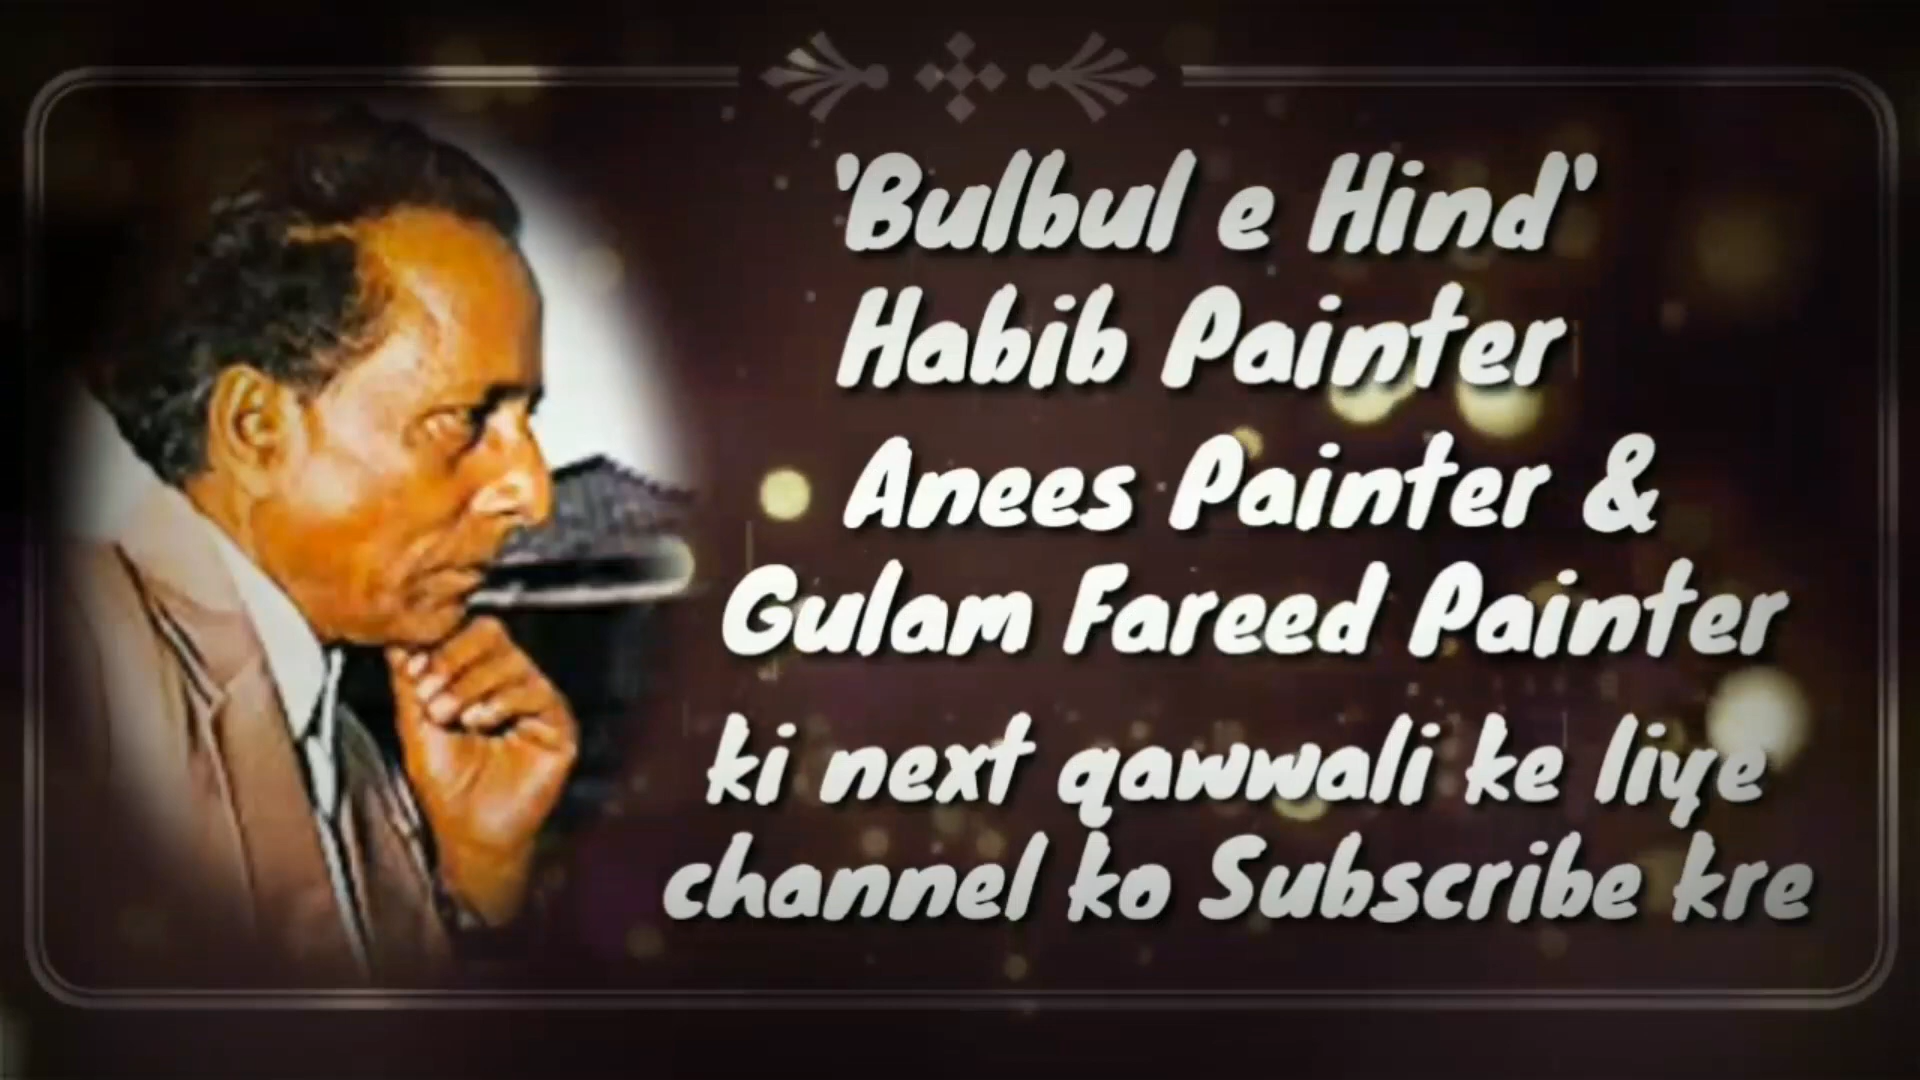 'Bulbul e Hind'
Habib Painter
Anees Painter &
Gulam Fareed Painter
ki next qawwali ke liye
channel ko Subscribe kre